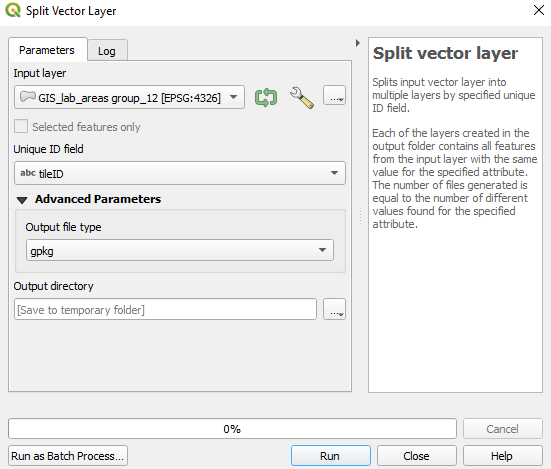 Split Vector Layer
Parameters
Log
Input layer
GIS_lab_areas group_12 [EPSG:4326]
...
Selected features only
Unique ID field
abc tileID
Advanced Parameters
Output file type
gpkg
Output directory
[Save to temporary folder]
...
Split vector layer
Splits input vector layer into
multiple layers by specified unique
ID field.
Each of the layers created in the
output folder contains all features
from the input layer with the same
value for the specified attribute.
The number of files generated is
equal to the number of different
values found for the specified
attribute.
0%
Cancel
Run as Batch Process...
Run
Close
Help